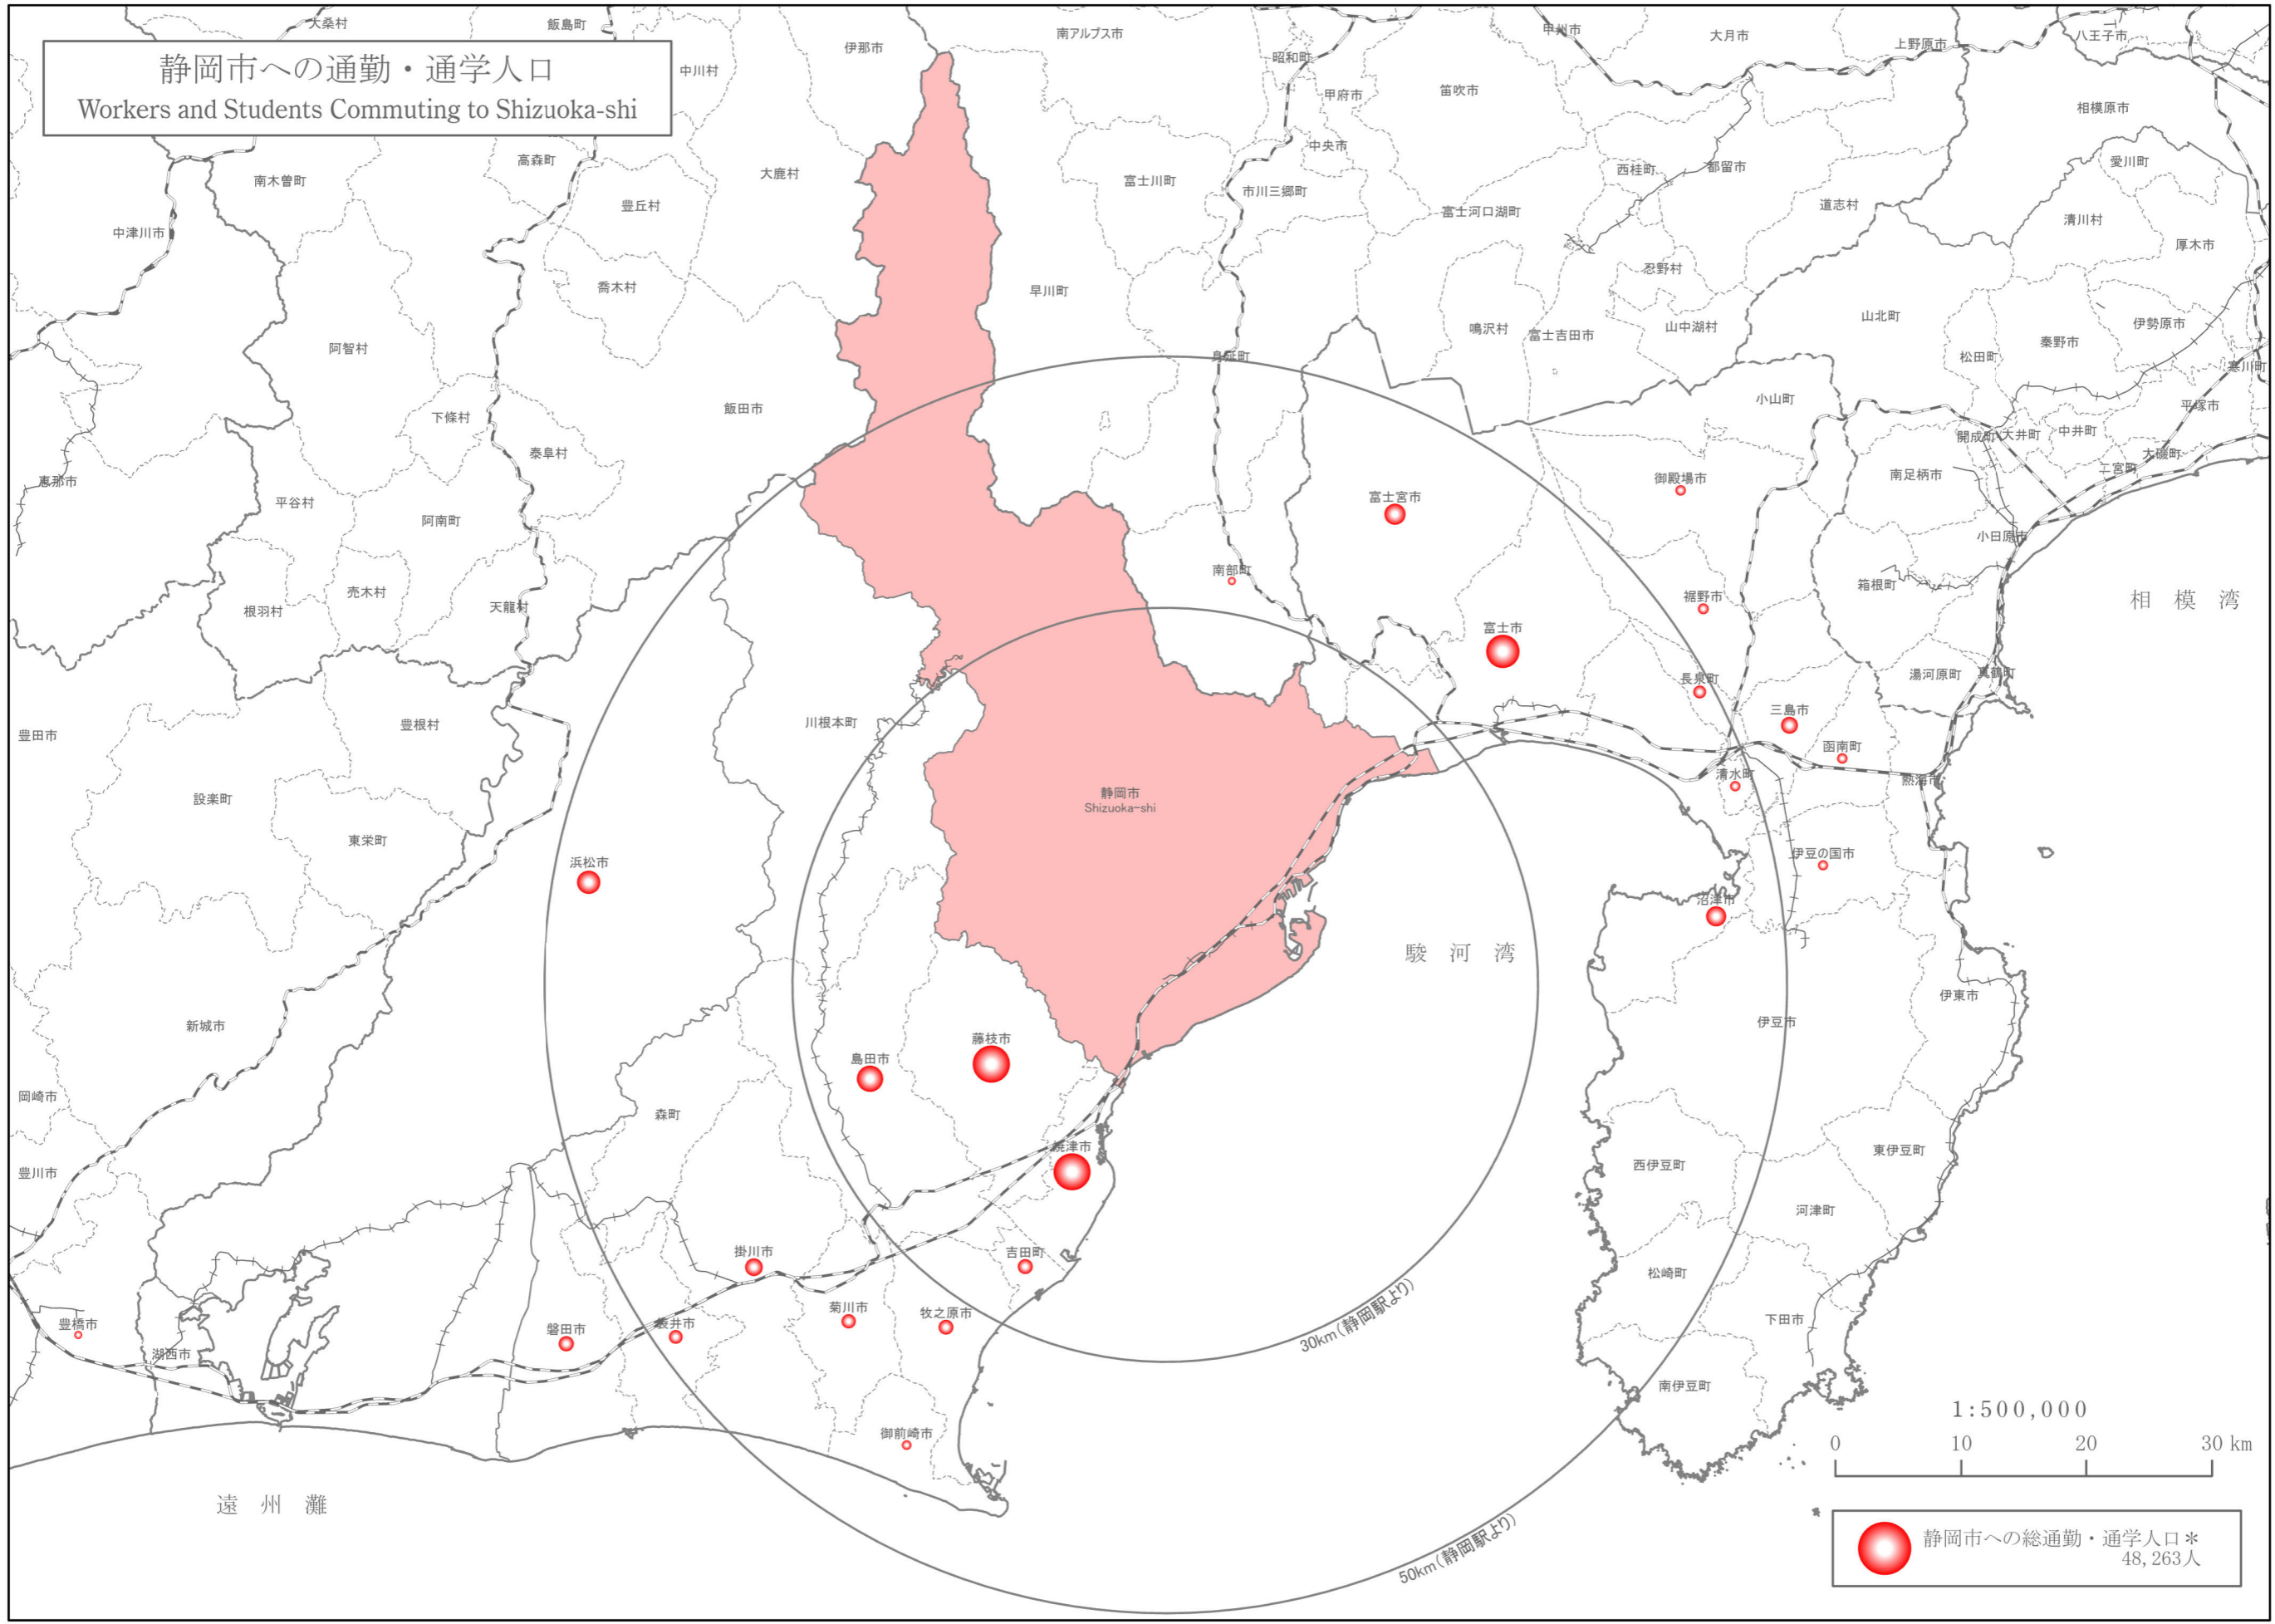 静岡市への通勤・通学人口
Workers and Students Commuting to Shizuoka-shi
大桑村
飯島町
伊那市
南アルプス市
甲州市
大月市
上野原市
八王子市
中川村
昭和町
甲府市
笛吹市
相模原市
南木曽町
高森町
大鹿村
富士川町
中央市
市川三郷町
西桂町
都留市
愛川町
豊丘村
富士河口湖町
道志村
清川村
中津川市
厚木市
喬木村
早川町
忍野村
阿智村
身延町
鳴沢村
富士吉田市
山中湖村
山北町
伊勢原市
秦野市
松田町
寒川町
下條村
飯田市
小山町
平塚市
泰阜村
開成町
大井町
中井町
大磯町
二宮町
恵那市
平谷村
阿南町
富士宮市
御殿場市
南足柄市
小田原市
売木村
根羽村
天龍村
南部町
裾野市
箱根町
相 模 湾
富士市
豊田市
豊根村
川根本町
長泉町
三島市
湯河原町
真鶴町
函南町
熱海市
清水町
設楽町
東栄町
静岡市
Shizuoka-shi
浜松市
伊豆の国市
沼津市
駿 河 湾
新城市
伊東市
伊豆市
藤枝市
島田市
岡崎市
森町
焼津市
豊川市
西伊豆町
東伊豆町
河津町
掛川市
吉田町
松崎町
豊橋市
湖西市
磐田市
袋井市
菊川市
牧之原市
30km(静岡駅より)
下田市
南伊豆町
御前崎市
遠 州 灘
50km(静岡駅より)
1:500,000
0 10 20 30 km
静岡市への総通勤・通学人口＊
48,263人